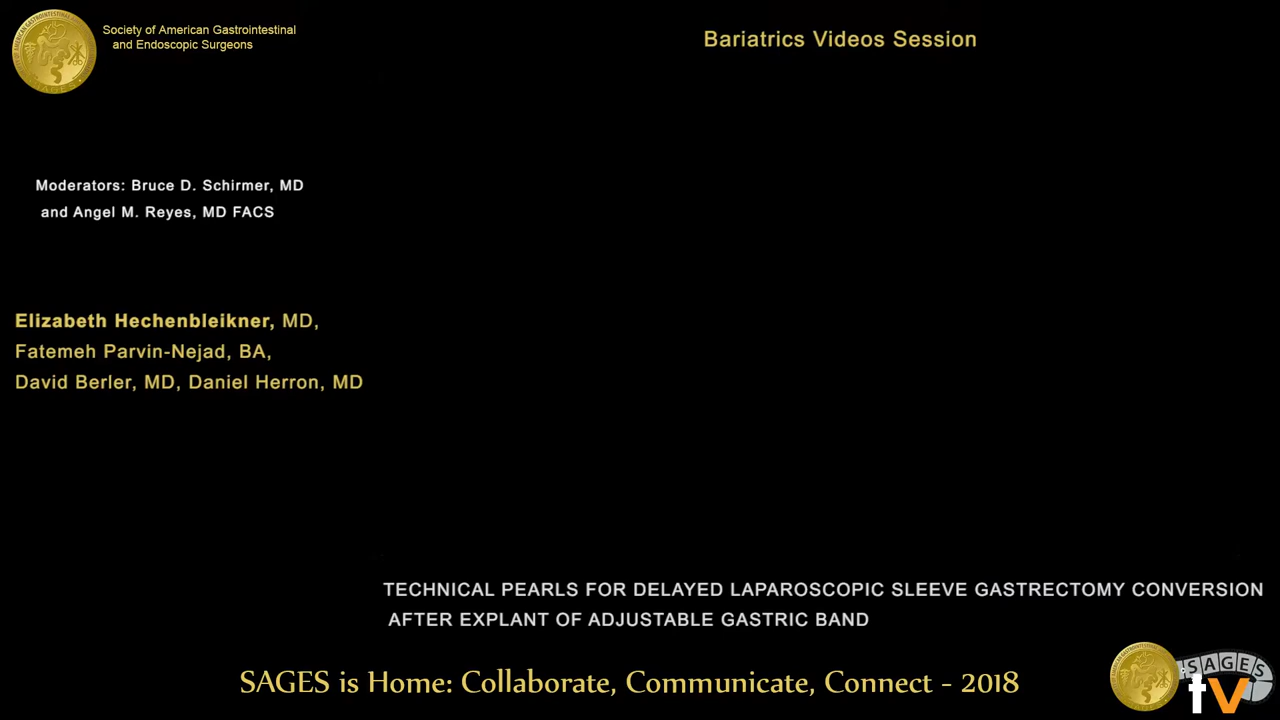 Society of American Gastrointestinal
and Endoscopic Surgeons
Bariatrics Videos Session
Moderators: Bruce D. Schirmer, MD
and Angel M. Reyes, MD FACS
Elizabeth Hechenbleikner, MD,
Fatemeh Parvin-Nejad, BA,
David Berler, MD, Daniel Herron, MD
TECHNICAL PEARLS FOR DELAYED LAPAROSCOPIC SLEEVE GASTRECTOMY CONVERSION
AFTER EXPLANT OF ADJUSTABLE GASTRIC BAND
SAGES is Home: Collaborate, Communicate, Connect - 2018
SAGES
tv